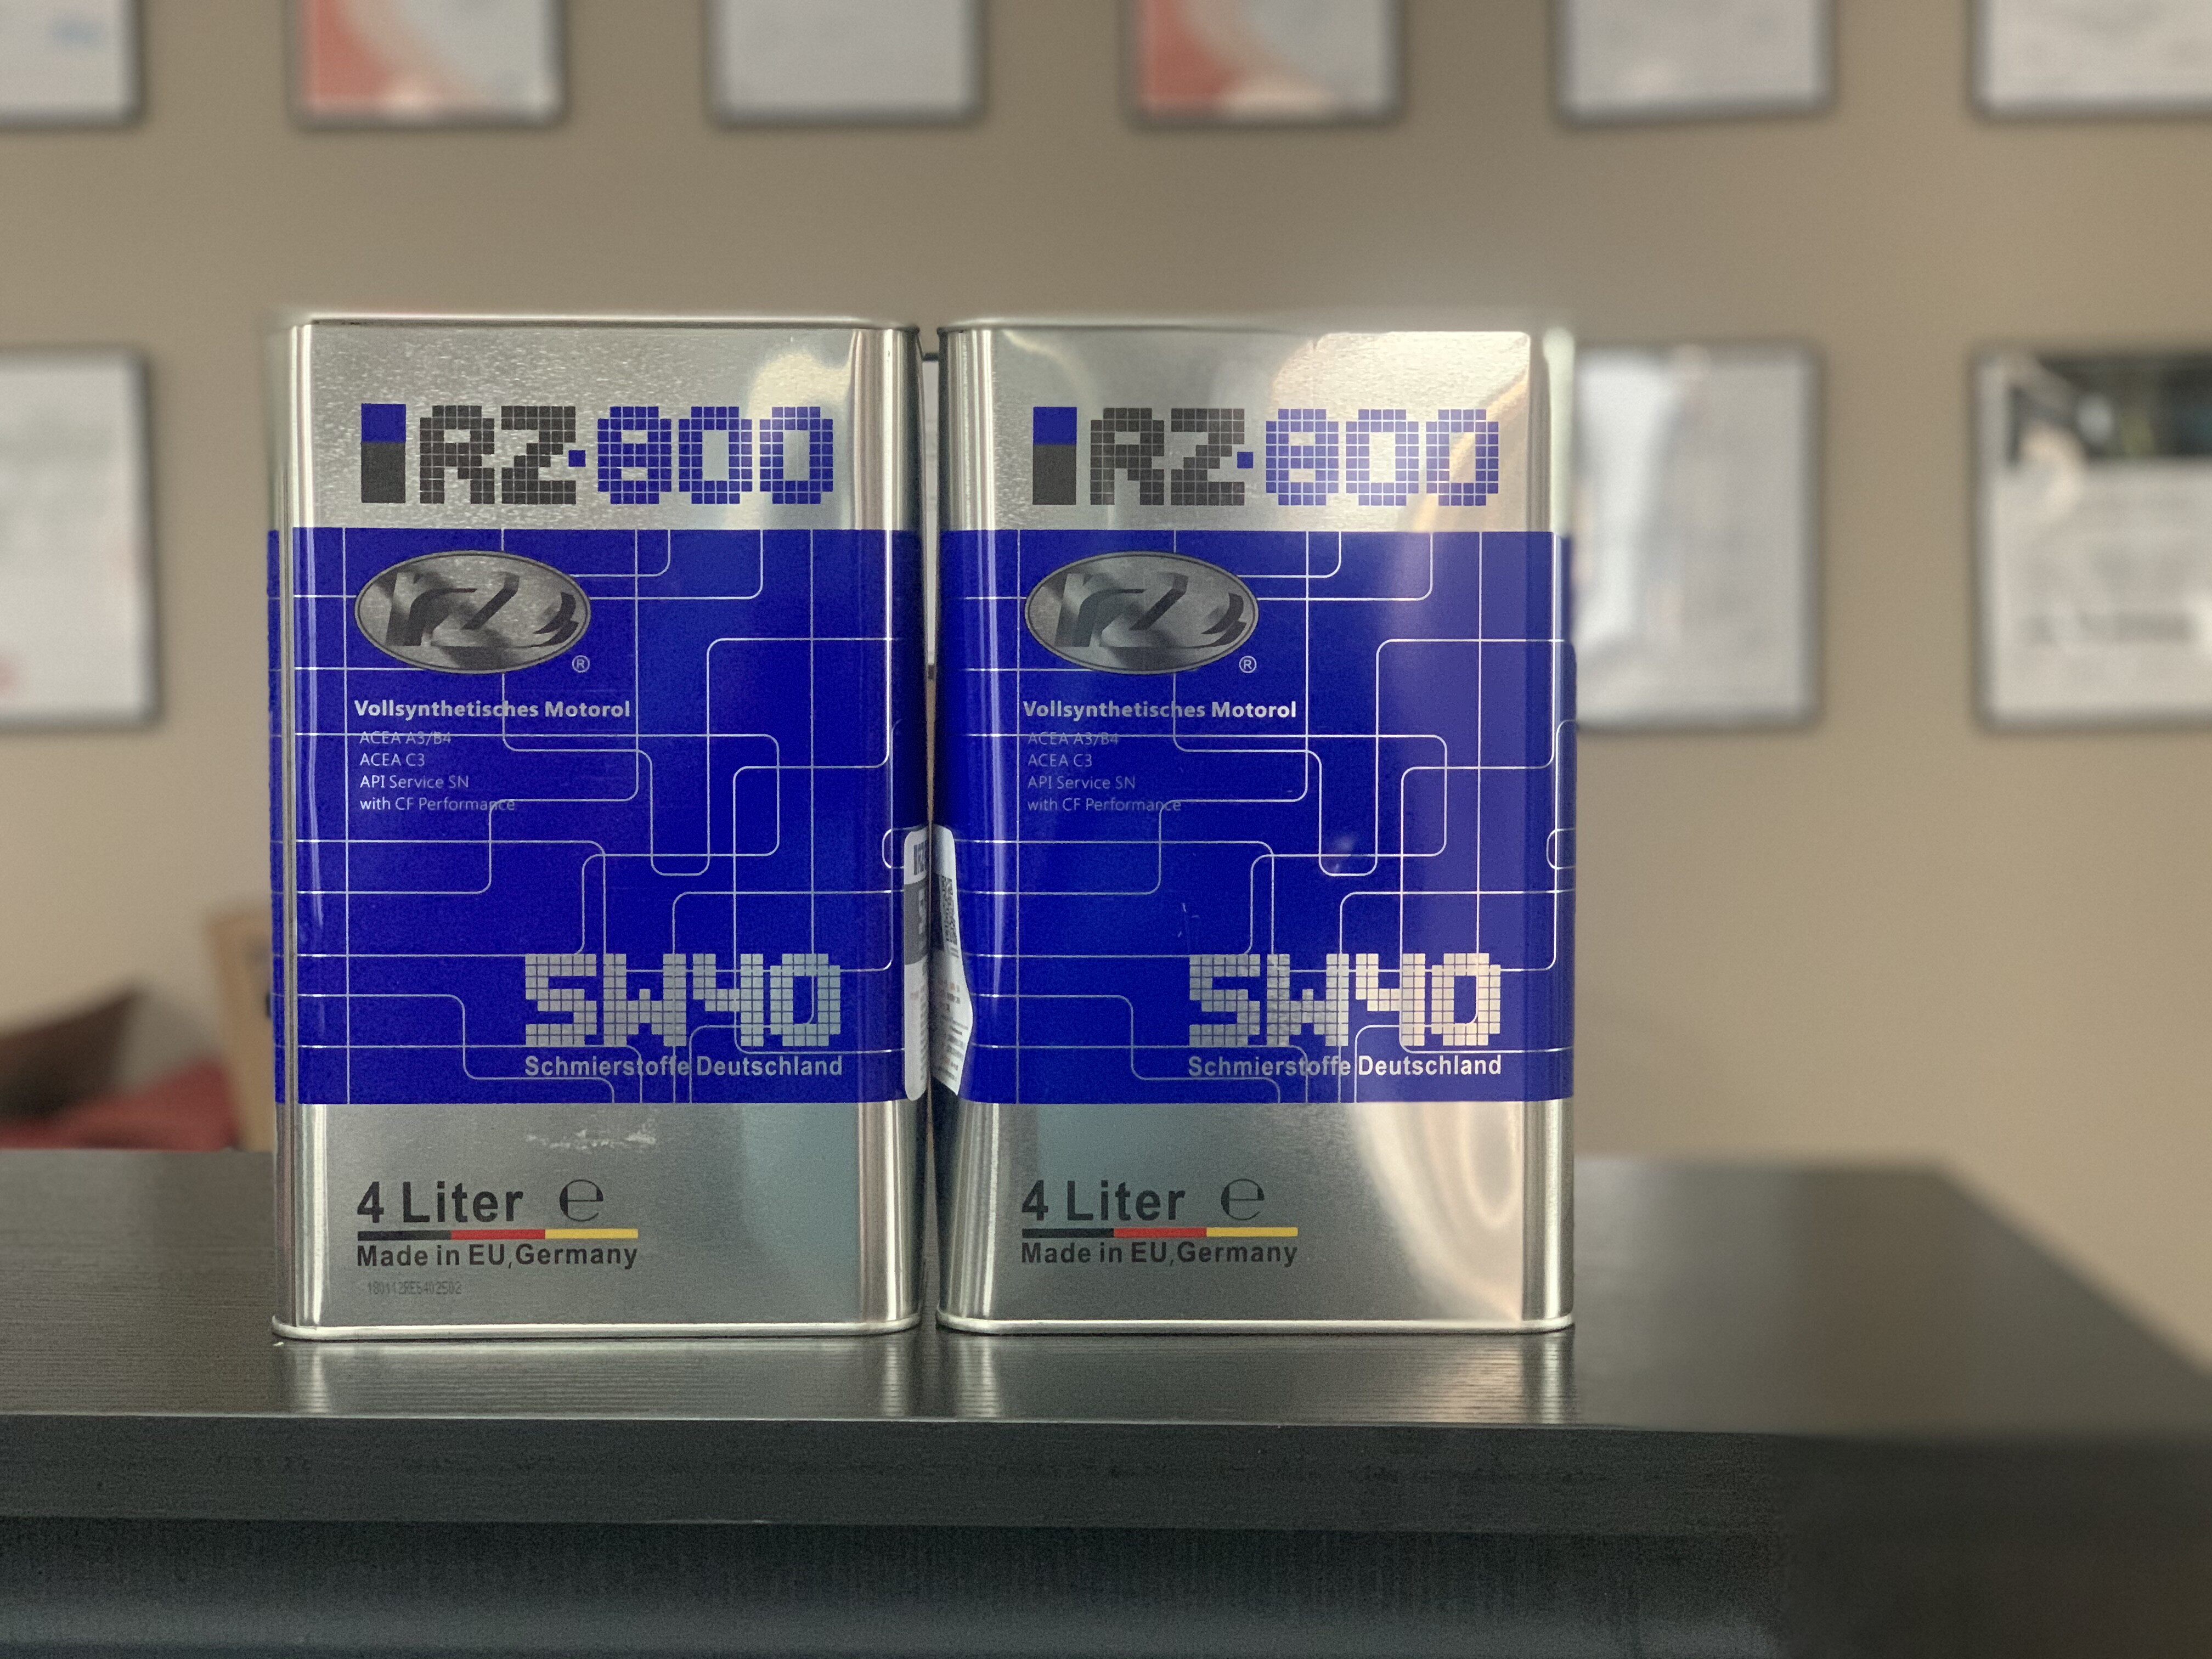 iRZ·800
Vollsynthetisches Motorol
ACEA A3/B4
ACEA C3
API Service SN
with CF Performance
5W40
Schmierstoffe Deutschland
4 Liter ℮
Made in EU,Germany
iRZ·800
®
Vollsynthetisches Motorol
ACEA A3/B4
ACEA C3
API Service SN
with CF Performance
5W40
Schmierstoffe Deutschland
4 Liter ℮
Made in EU,Germany